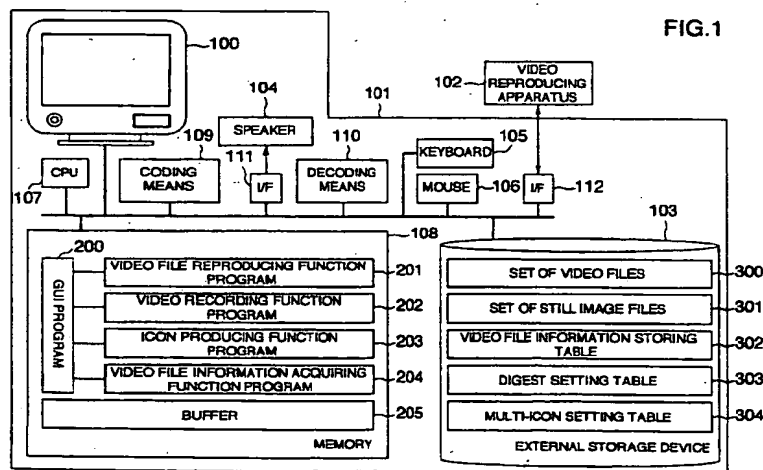 FIG.1
100
102
VIDEO
REPRODUCING
APPARATUS
101
104
SPEAKER
109
111
110
105
KEYBOARD
CPU
107
CODING
MEANS
I/F
DECODING
MEANS
MOUSE
106
I/F
112
108
103
200
GUI PROGRAM
VIDEO FILE REPRODUCING FUNCTION
PROGRAM
201
VIDEO RECORDING FUNCTION
PROGRAM
202
ICON PRODUCING FUNCTION
PROGRAM
203
VIDEO FILE INFORMATION ACQUIRING
FUNCTION PROGRAM
204
BUFFER
205
MEMORY
SET OF VIDEO FILES
300
SET OF STILL IMAGE FILES
301
VIDEO FILE INFORMATION STORING
TABLE
302
DIGEST SETTING TABLE
303
MULTI-ICON SETTING TABLE
304
EXTERNAL STORAGE DEVICE